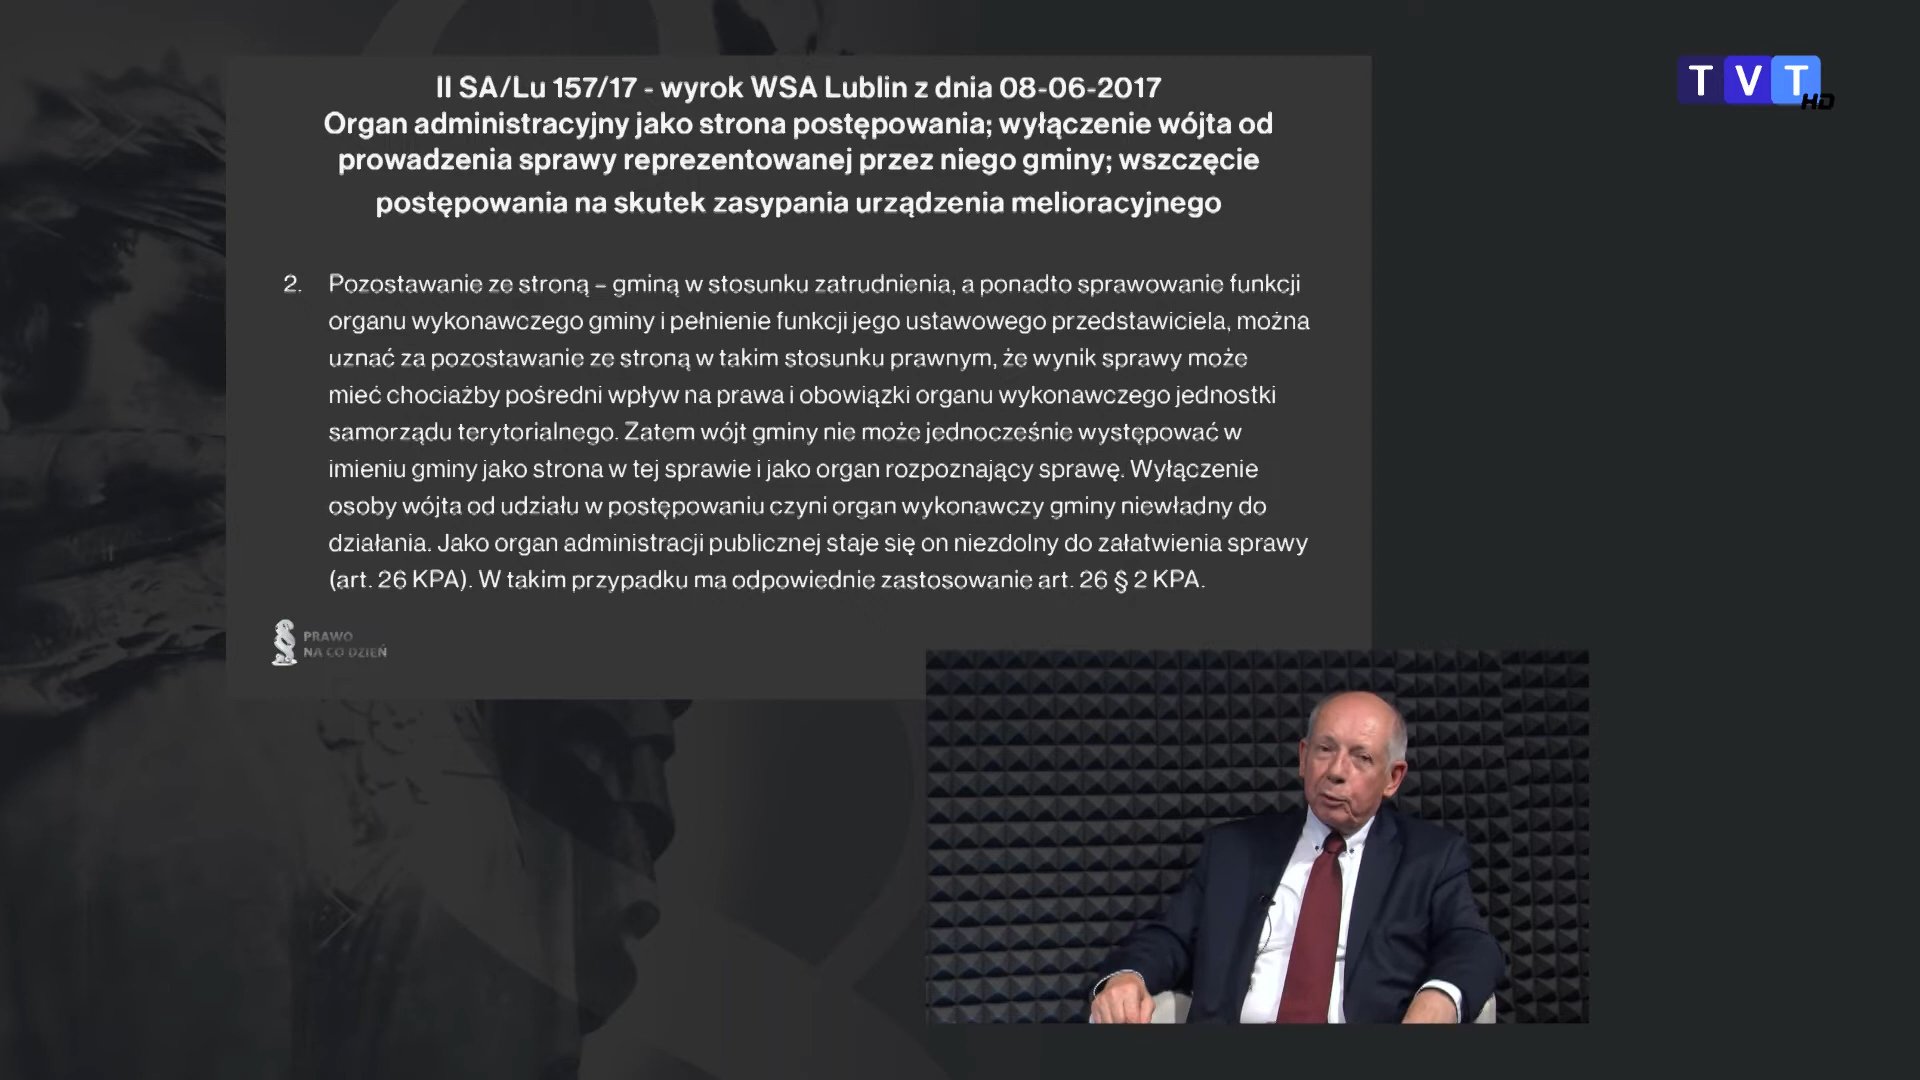 II SA/Lu 157/17 - wyrok WSA Lublin z dnia 08-06-2017
Organ administracyjny jako strona postępowania; wyłączenie wójta od
prowadzenia sprawy reprezentowanej przez niego gminy; wszczęcie
postępowania na skutek zasypania urządzenia melioracyjnego
2. Pozostawanie ze stroną – gminą w stosunku zatrudnienia, a ponadto sprawowanie funkcji
organu wykonawczego gminy i pełnienie funkcji jego ustawowego przedstawiciela, można
uznać za pozostawanie ze stroną w takim stosunku prawnym, że wynik sprawy może
mieć chociażby pośredni wpływ na prawa i obowiązki organu wykonawczego jednostki
samorządu terytorialnego. Zatem wójt gminy nie może jednocześnie występować w
imieniu gminy jako strona w tej sprawie i jako organ rozpoznający sprawę. Wyłączenie
osoby wójta od udziału w postępowaniu czyni organ wykonawczy gminy niewładny do
działania. Jako organ administracji publicznej staje się on niezdolny do załatwienia sprawy
(art. 26 KPA). W takim przypadku ma odpowiednie zastosowanie art. 26 § 2 KPA.
PRAWO
NA CO DZIEŃ
TVT
HD